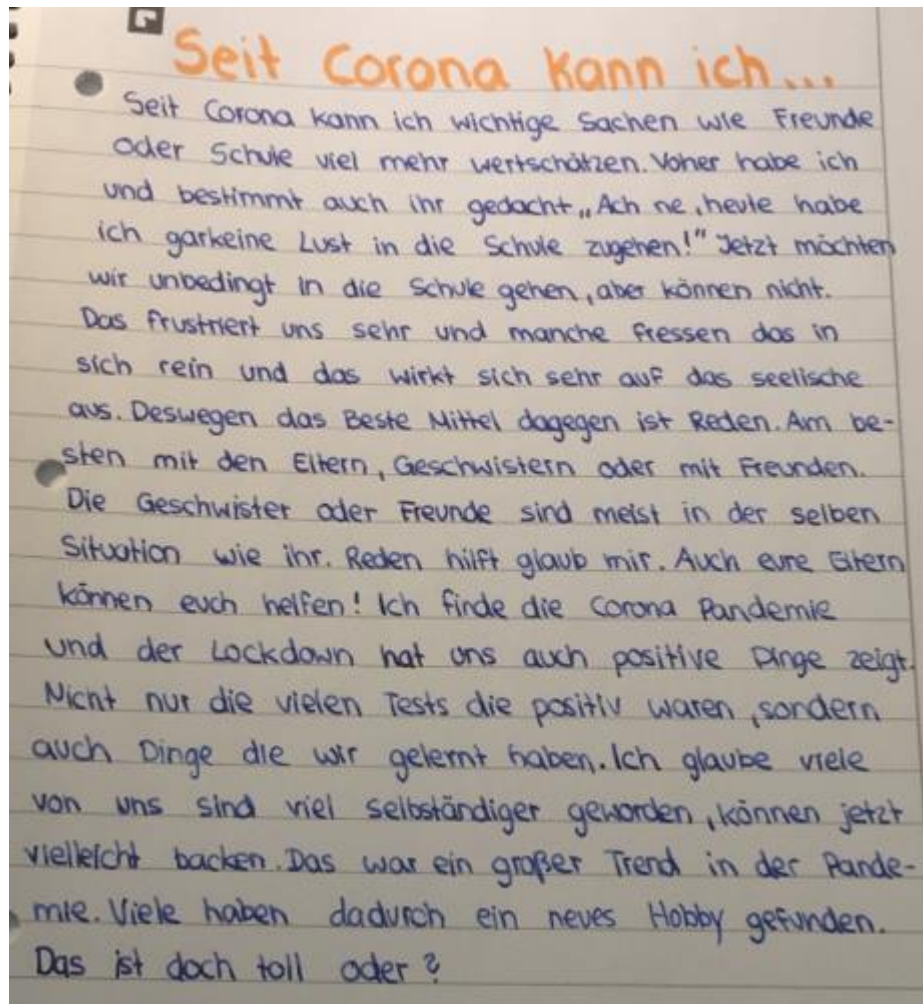 Seit Corona kann ich...
Seit Corona kann ich wichtige Sachen wie Freunde
oder Schule viel mehr wertschätzen. Voher habe ich
und bestimmt auch ihr gedacht „Ach ne, heute habe
ich garkeine Lust in die Schule zugehen!" Jetzt möchten
wir unbedingt in die Schule gehen, aber können nicht.
Das frustriert uns sehr und manche fressen das in
sich rein und das wirkt sich sehr auf das seelische
aus. Deswegen das Beste Mittel dagegen ist Reden. Am be-
sten mit den Eltern, Geschwistern oder mit Freunden.
Die Geschwister oder Freunde sind meist in der selben
Situation wie ihr. Reden hilft glaub mir. Auch eure Eltern
können euch helfen! Ich finde die Corona Pandemie
und der Lockdown hat uns auch positive Dinge zeigt.
Nicht nur die vielen Tests die positiv waren, sondern
auch Dinge die wir gelernt haben. Ich glaube viele
von uns sind viel selbständiger geworden, können jetzt
vielleicht backen. Das war ein großer Trend in der Pande-
mie. Viele haben dadurch ein neues Hobby gefunden.
Das ist doch toll oder?